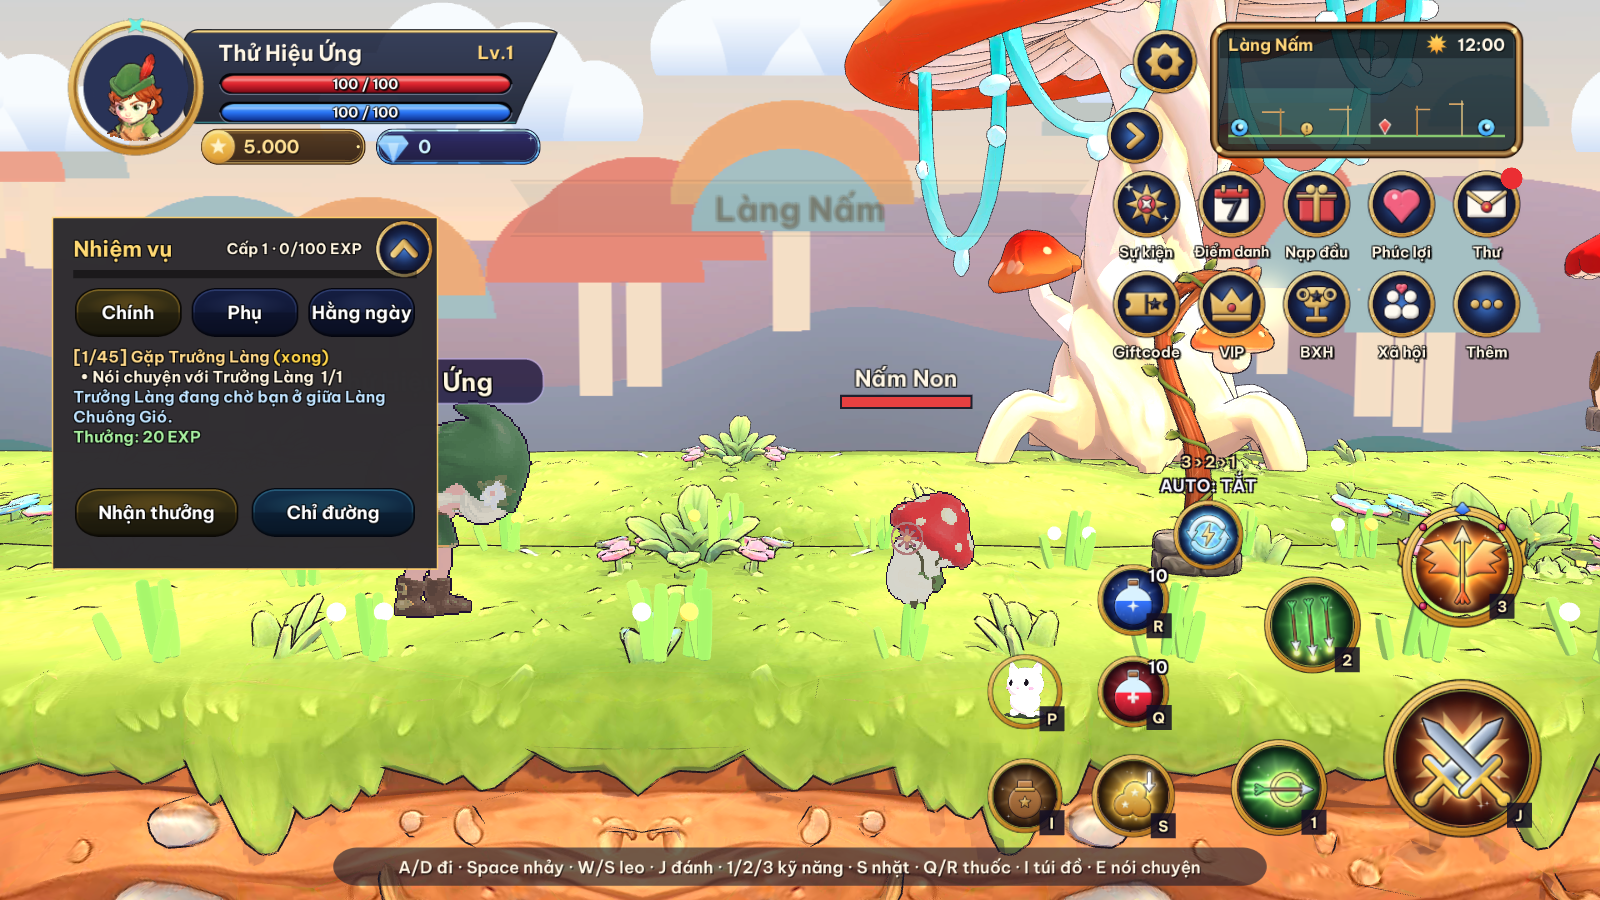 Thử Hiệu Ứng
Lv.1
100 / 100
100 / 100
5.000
0
Làng Nấm
12:00
Làng Nấm
7
Sự kiện
Điểm danh
Nạp đầu
Phúc lợi
Thư
Giftcode
VIP
BXH
Xã hội
Thêm
Nhiệm vụ
Cấp 1 · 0/100 EXP
Chính
Phụ
Hằng ngày
[1/45] Gặp Trưởng Làng (xong)
• Nói chuyện với Trưởng Làng 1/1
Trưởng Làng đang chờ bạn ở giữa Làng
Chuông Gió.
Thưởng: 20 EXP
Nhận thưởng
Chỉ đường
Ứng
Nấm Non
3›2›1
AUTO: TẮT
10
R
10
Q
P
I
S
1
2
3
J
A/D đi · Space nhảy · W/S leo · J đánh · 1/2/3 kỹ năng · S nhặt · Q/R thuốc · I túi đồ · E nói chuyện